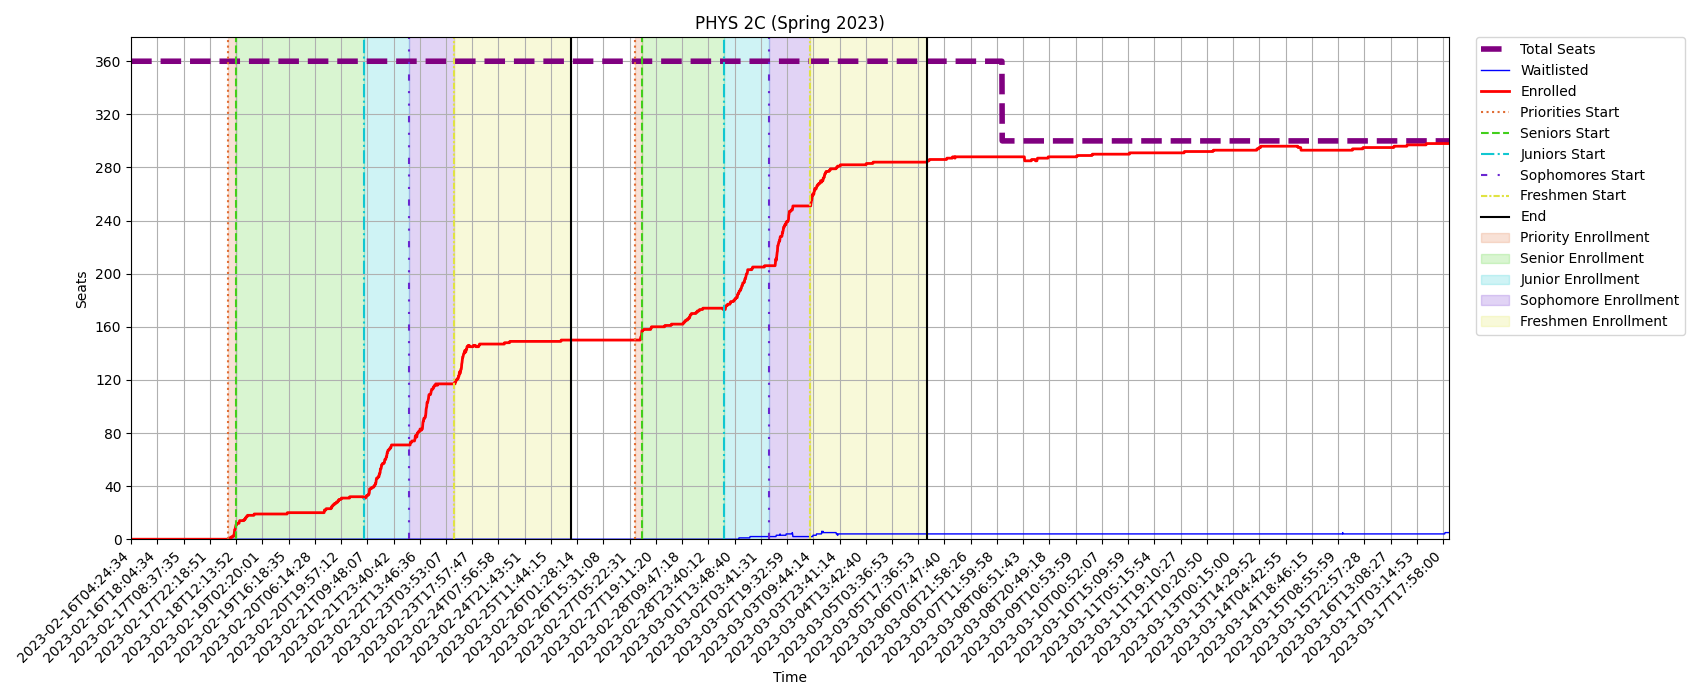 PHYS 2C (Spring 2023)
Seats
360
320
280
240
200
160
120
80
40
0
2023-02-16T04:24:34
2023-02-16T18:04:34
2023-02-17T08:37:35
2023-02-17T22:18:51
2023-02-18T12:13:52
2023-02-19T02:20:01
2023-02-19T16:18:35
2023-02-20T06:14:28
2023-02-20T19:57:12
2023-02-21T09:48:07
2023-02-21T23:40:42
2023-02-22T13:46:36
2023-02-23T03:53:07
2023-02-23T17:57:47
2023-02-24T07:56:58
2023-02-24T21:43:51
2023-02-25T11:44:15
2023-02-26T01:28:14
2023-02-26T15:31:08
2023-02-27T05:22:31
2023-02-27T19:11:20
2023-02-28T09:47:18
2023-02-28T23:40:12
2023-03-01T13:48:40
2023-03-02T03:41:31
2023-03-02T19:32:59
2023-03-03T09:44:14
2023-03-03T23:41:14
2023-03-04T13:42:40
2023-03-05T03:36:53
2023-03-05T17:36:53
2023-03-06T07:47:40
2023-03-06T21:58:26
2023-03-07T11:59:58
2023-03-08T06:51:43
2023-03-08T20:49:18
2023-03-09T10:53:59
2023-03-10T00:52:07
2023-03-10T15:09:59
2023-03-11T05:15:54
2023-03-11T19:10:27
2023-03-12T10:20:50
2023-03-13T00:15:00
2023-03-13T14:29:52
2023-03-14T04:42:55
2023-03-14T18:46:15
2023-03-15T08:55:59
2023-03-15T22:57:28
2023-03-16T13:08:27
2023-03-17T03:14:53
2023-03-17T17:58:00
Time
Total Seats
Waitlisted
Enrolled
Priorities Start
Seniors Start
Juniors Start
Sophomores Start
Freshmen Start
End
Priority Enrollment
Senior Enrollment
Junior Enrollment
Sophomore Enrollment
Freshmen Enrollment